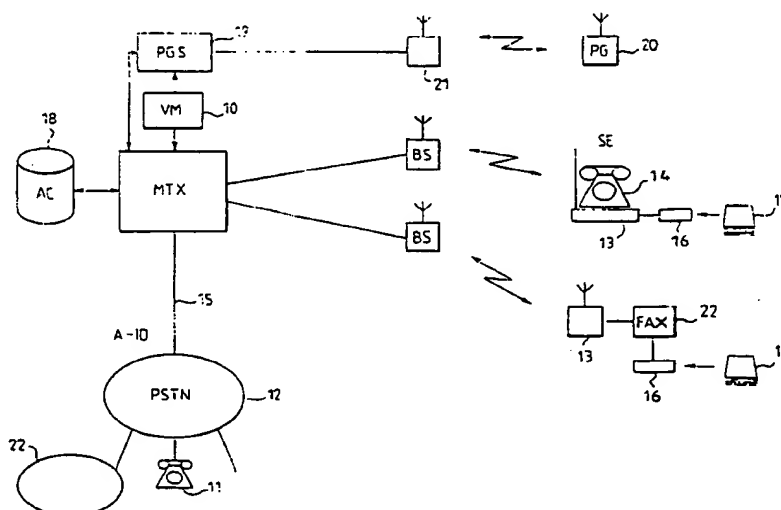 PGS 19
21
PG 20
VM 10
18
AC
MTX
BS
SE
14
13 16
BS
15
A-10
13
FAX 22
16
PSTN 12
22
11